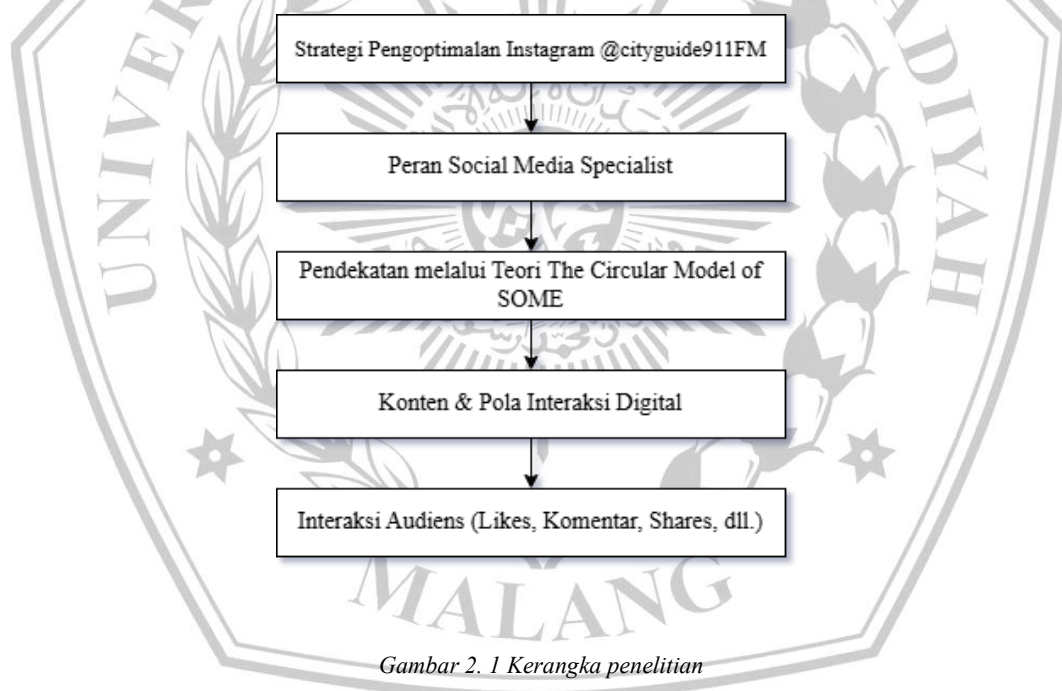 Strategi Pengoptimalan Instagram @cityguide911FM
Peran Social Media Specialist
Pendekatan melalui Teori The Circular Model of
SOME
Konten & Pola Interaksi Digital
Interaksi Audiens (Likes, Komentar, Shares, dll.)
MALANG
Gambar 2. 1 Kerangka penelitian